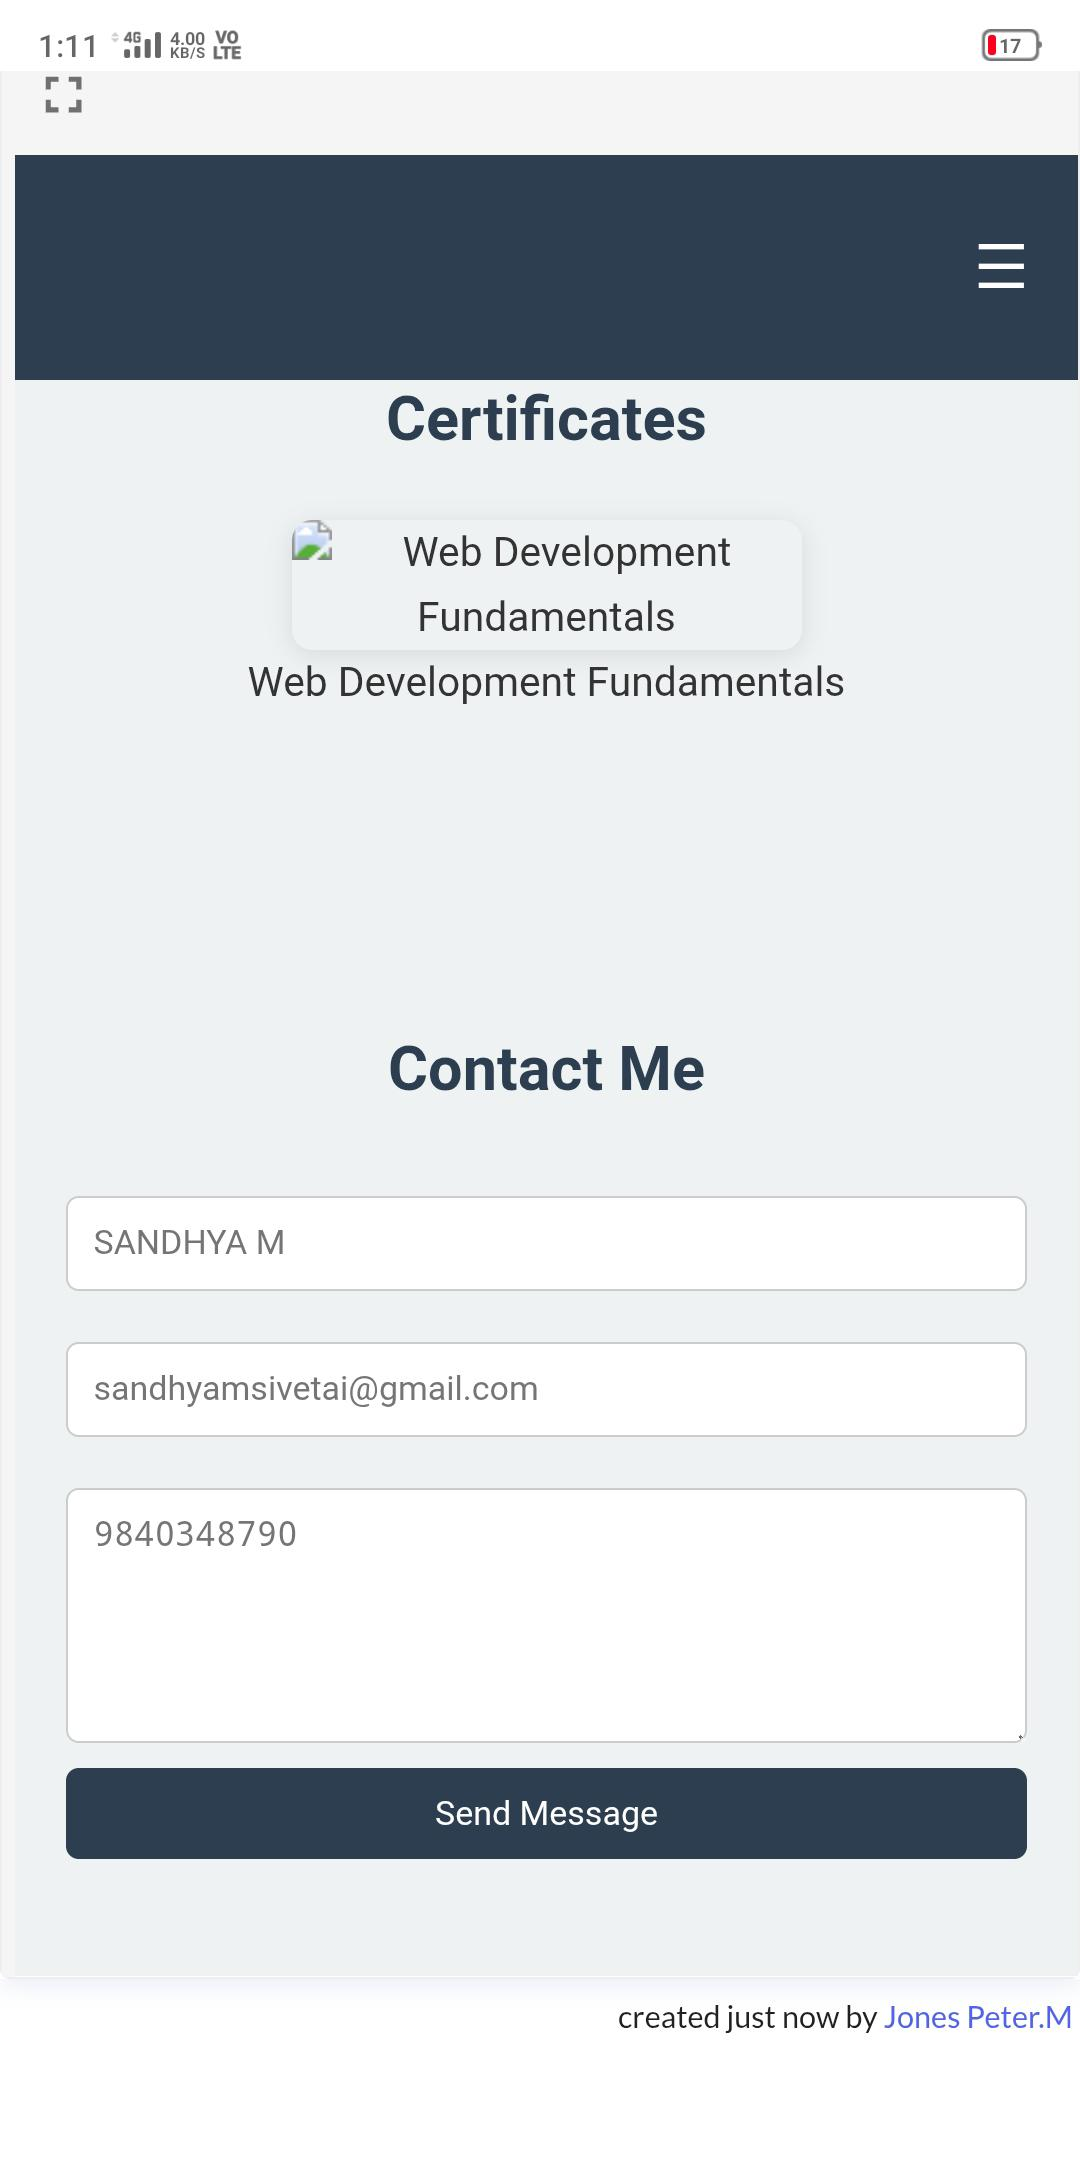 1:11 4G 4.00 KB/S VO LTE 17
Certificates
Web Development
Fundamentals
Web Development Fundamentals
Contact Me
SANDHYA M
sandhyamsivetai@gmail.com
9840348790
Send Message
created just now by Jones Peter.M